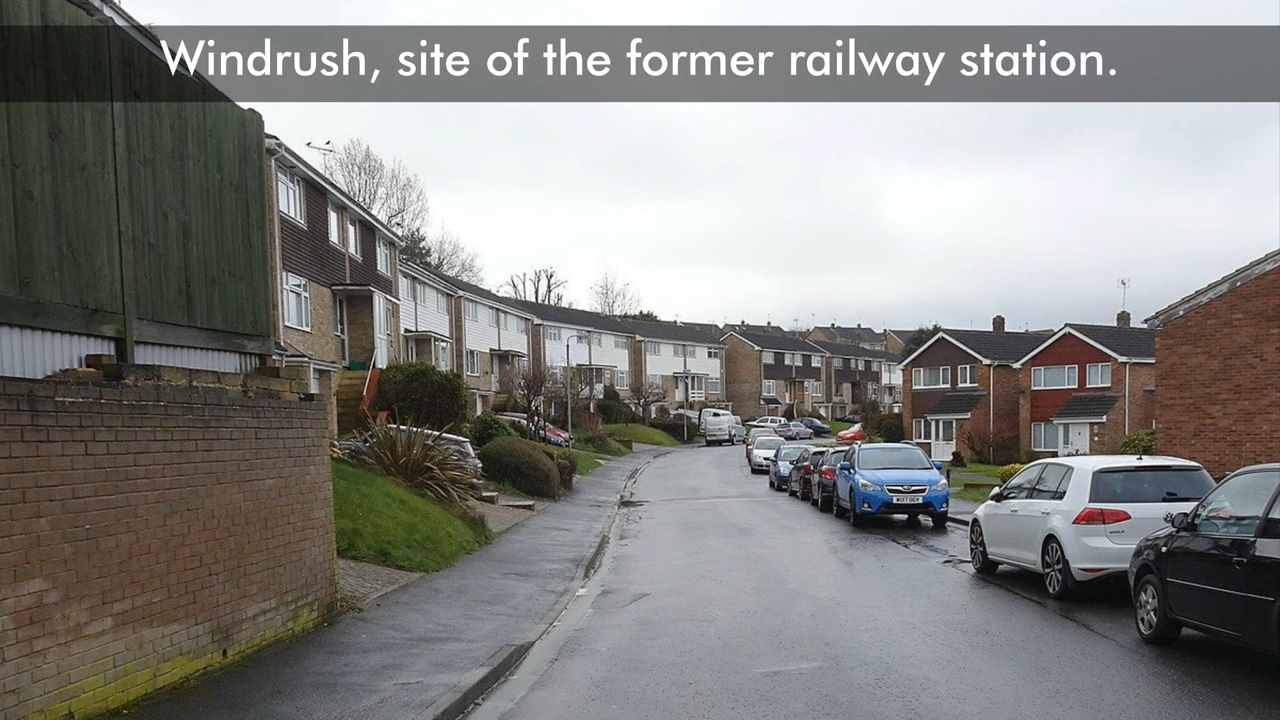 Windrush, site of the former railway station.